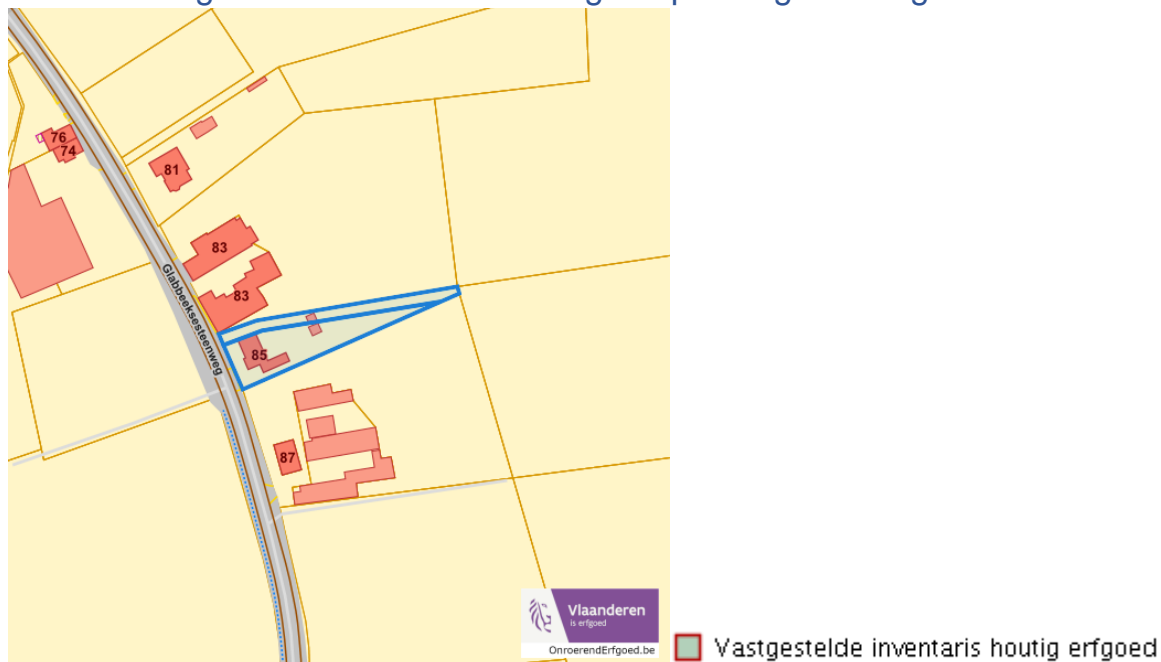 76
74
81
83
83
Glabbeeksesteenweg
85
87
Vlaanderen
is erfgoed
OnroerendErfgoed.be
Vastgestelde inventaris houtig erfgoed